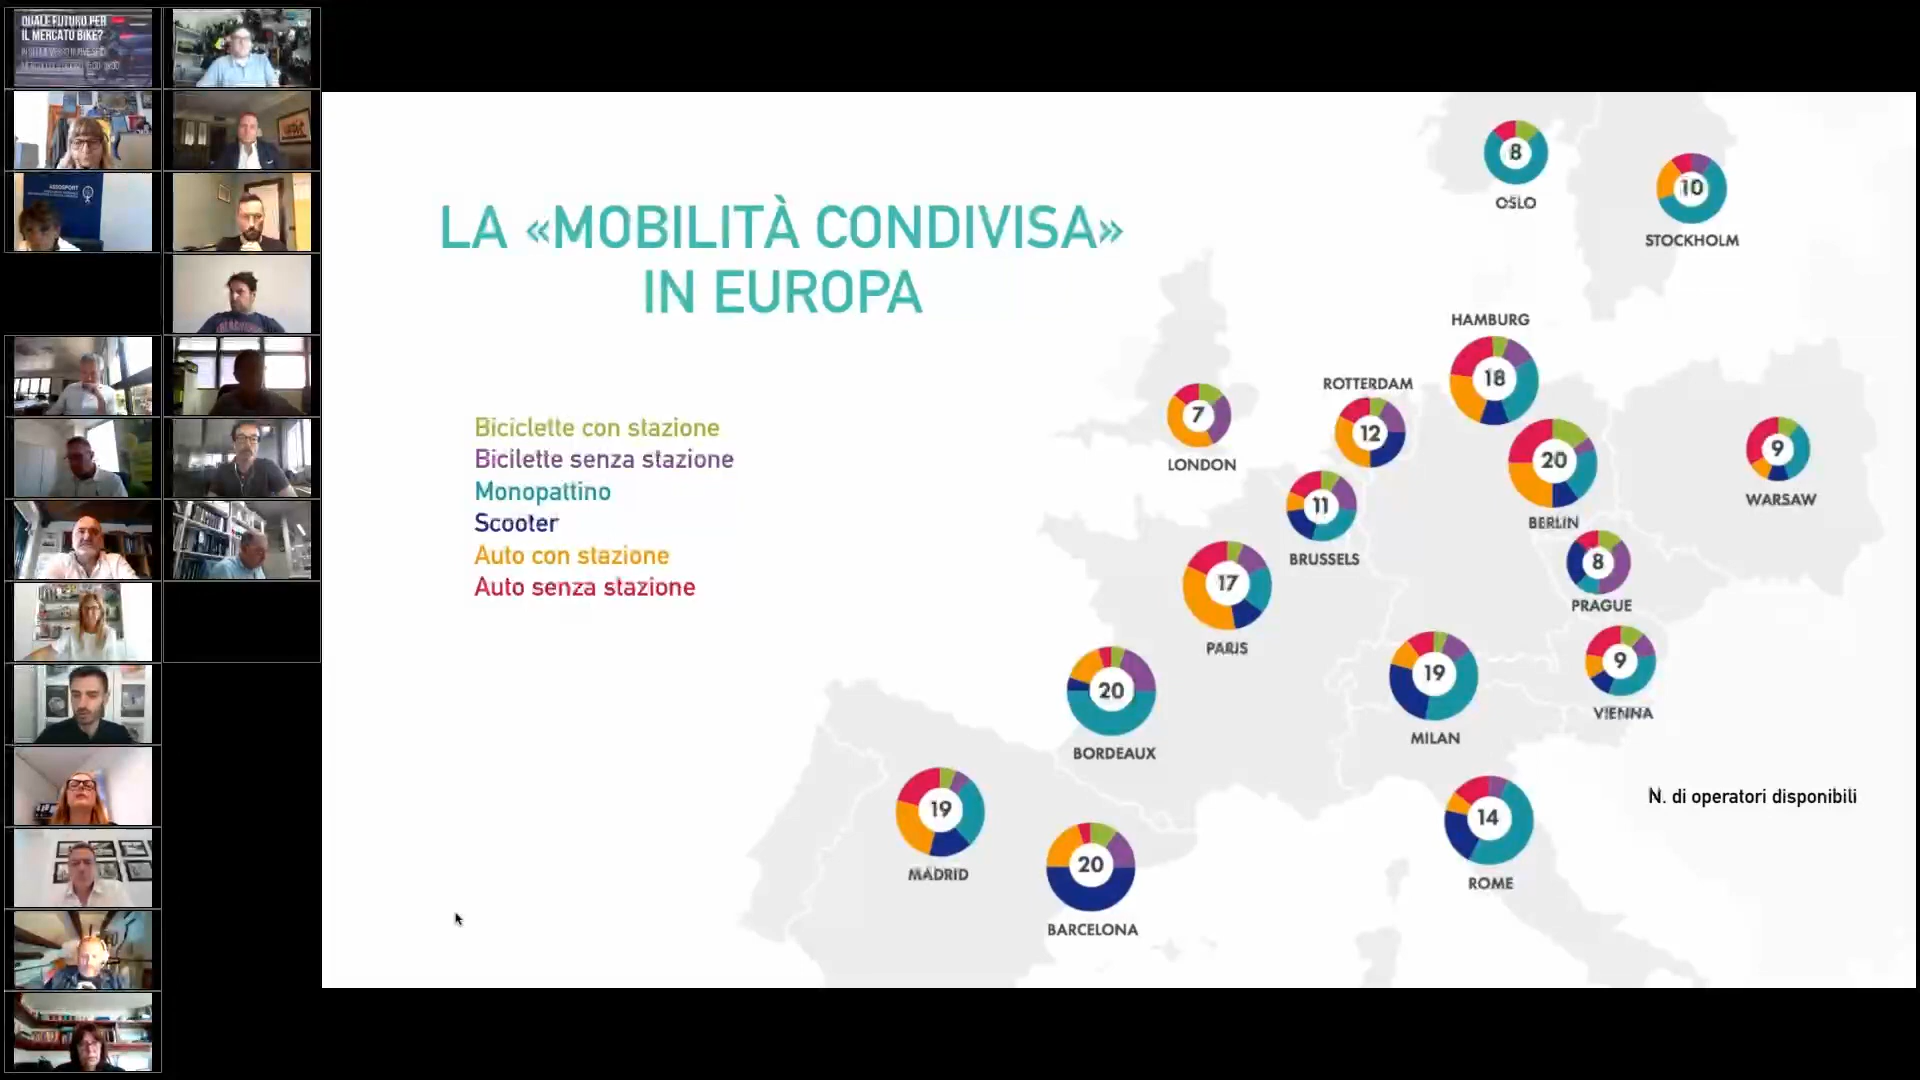 QUALE FUTURO PER
IL MERCATO BIKE?
ASSOSPORT
LA «MOBILITÀ CONDIVISA»
IN EUROPA
Biciclette con stazione
Bicilette senza stazione
Monopattino
Scooter
Auto con stazione
Auto senza stazione
8
OSLO
10
STOCKHOLM
HAMBURG
18
ROTTERDAM
12
7
LONDON
20
BERLIN
9
WARSAW
11
BRUSSELS
8
PRAGUE
17
PARIS
20
BORDEAUX
19
MILAN
9
VIENNA
19
MADRID
20
BARCELONA
14
ROME
N. di operatori disponibili